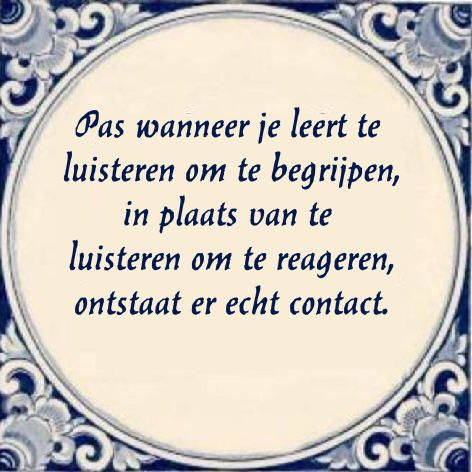 Pas wanneer je leert te
luisteren om te begrijpen,
in plaats van te
luisteren om te reageren,
ontstaat er echt contact.